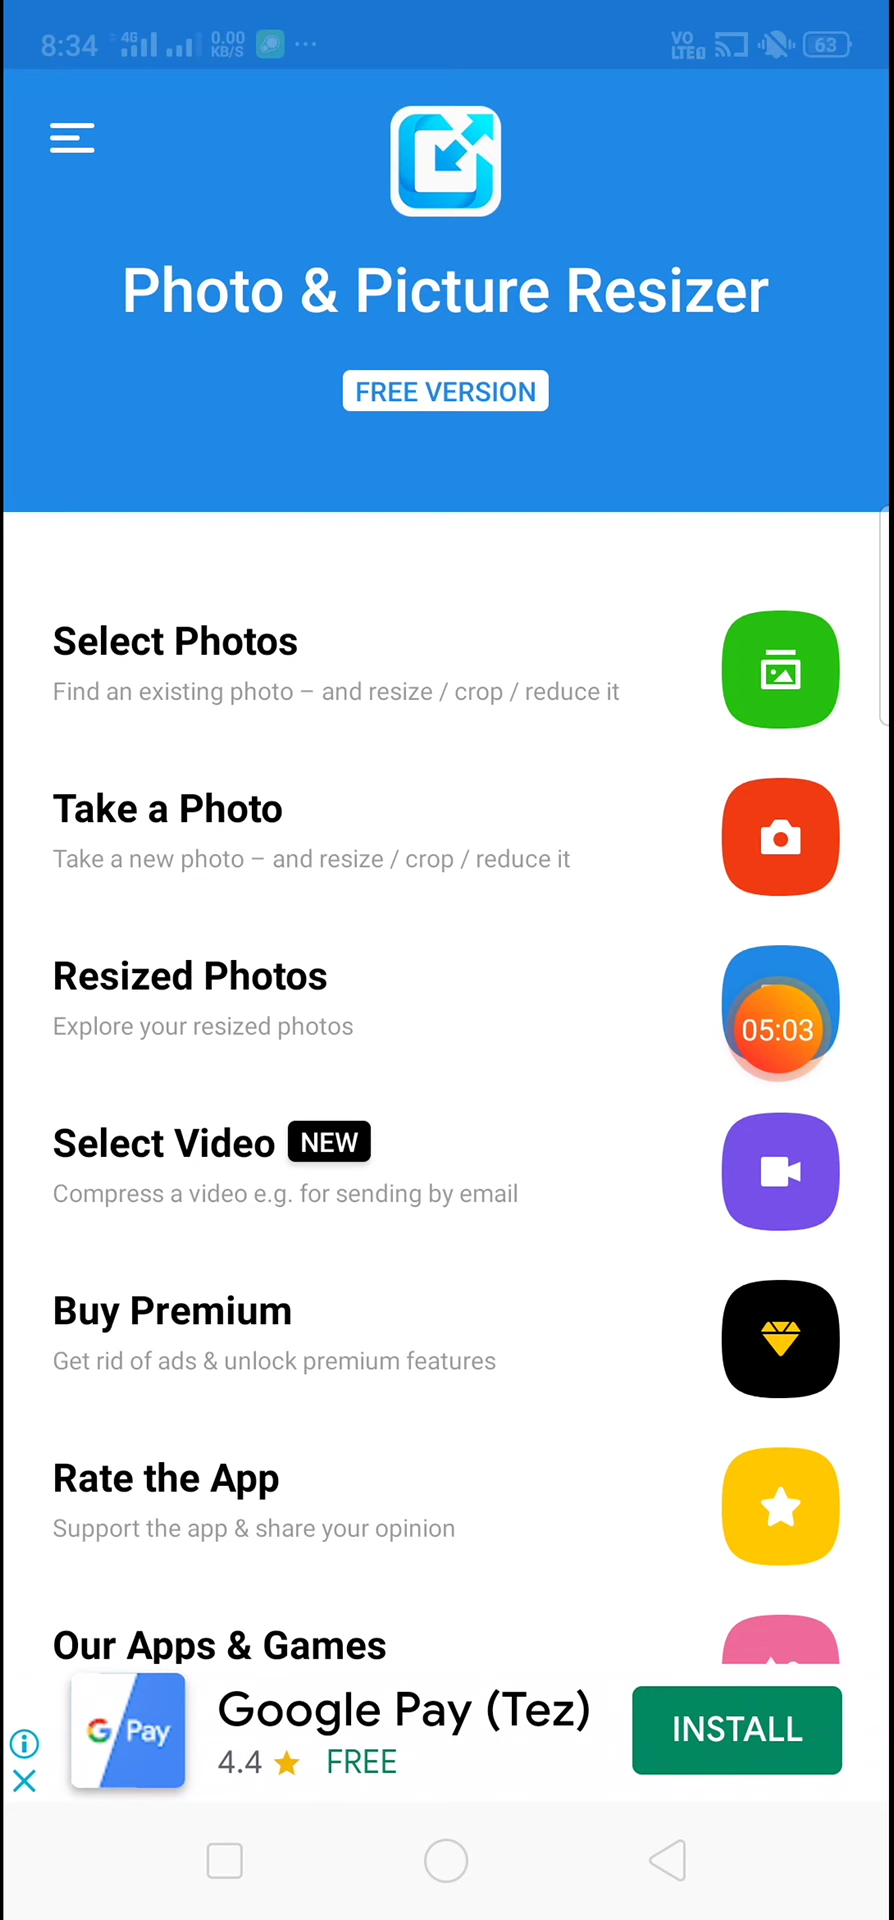 8:34 4G 0.00 KB/S ... VO LTE 63
Photo & Picture Resizer
FREE VERSION
Select Photos
Find an existing photo – and resize / crop / reduce it
Take a Photo
Take a new photo – and resize / crop / reduce it
Resized Photos
Explore your resized photos
05:03
Select Video NEW
Compress a video e.g. for sending by email
Buy Premium
Get rid of ads & unlock premium features
Rate the App
Support the app & share your opinion
Our Apps & Games
G Pay
Google Pay (Tez)
4.4 ★ FREE
INSTALL